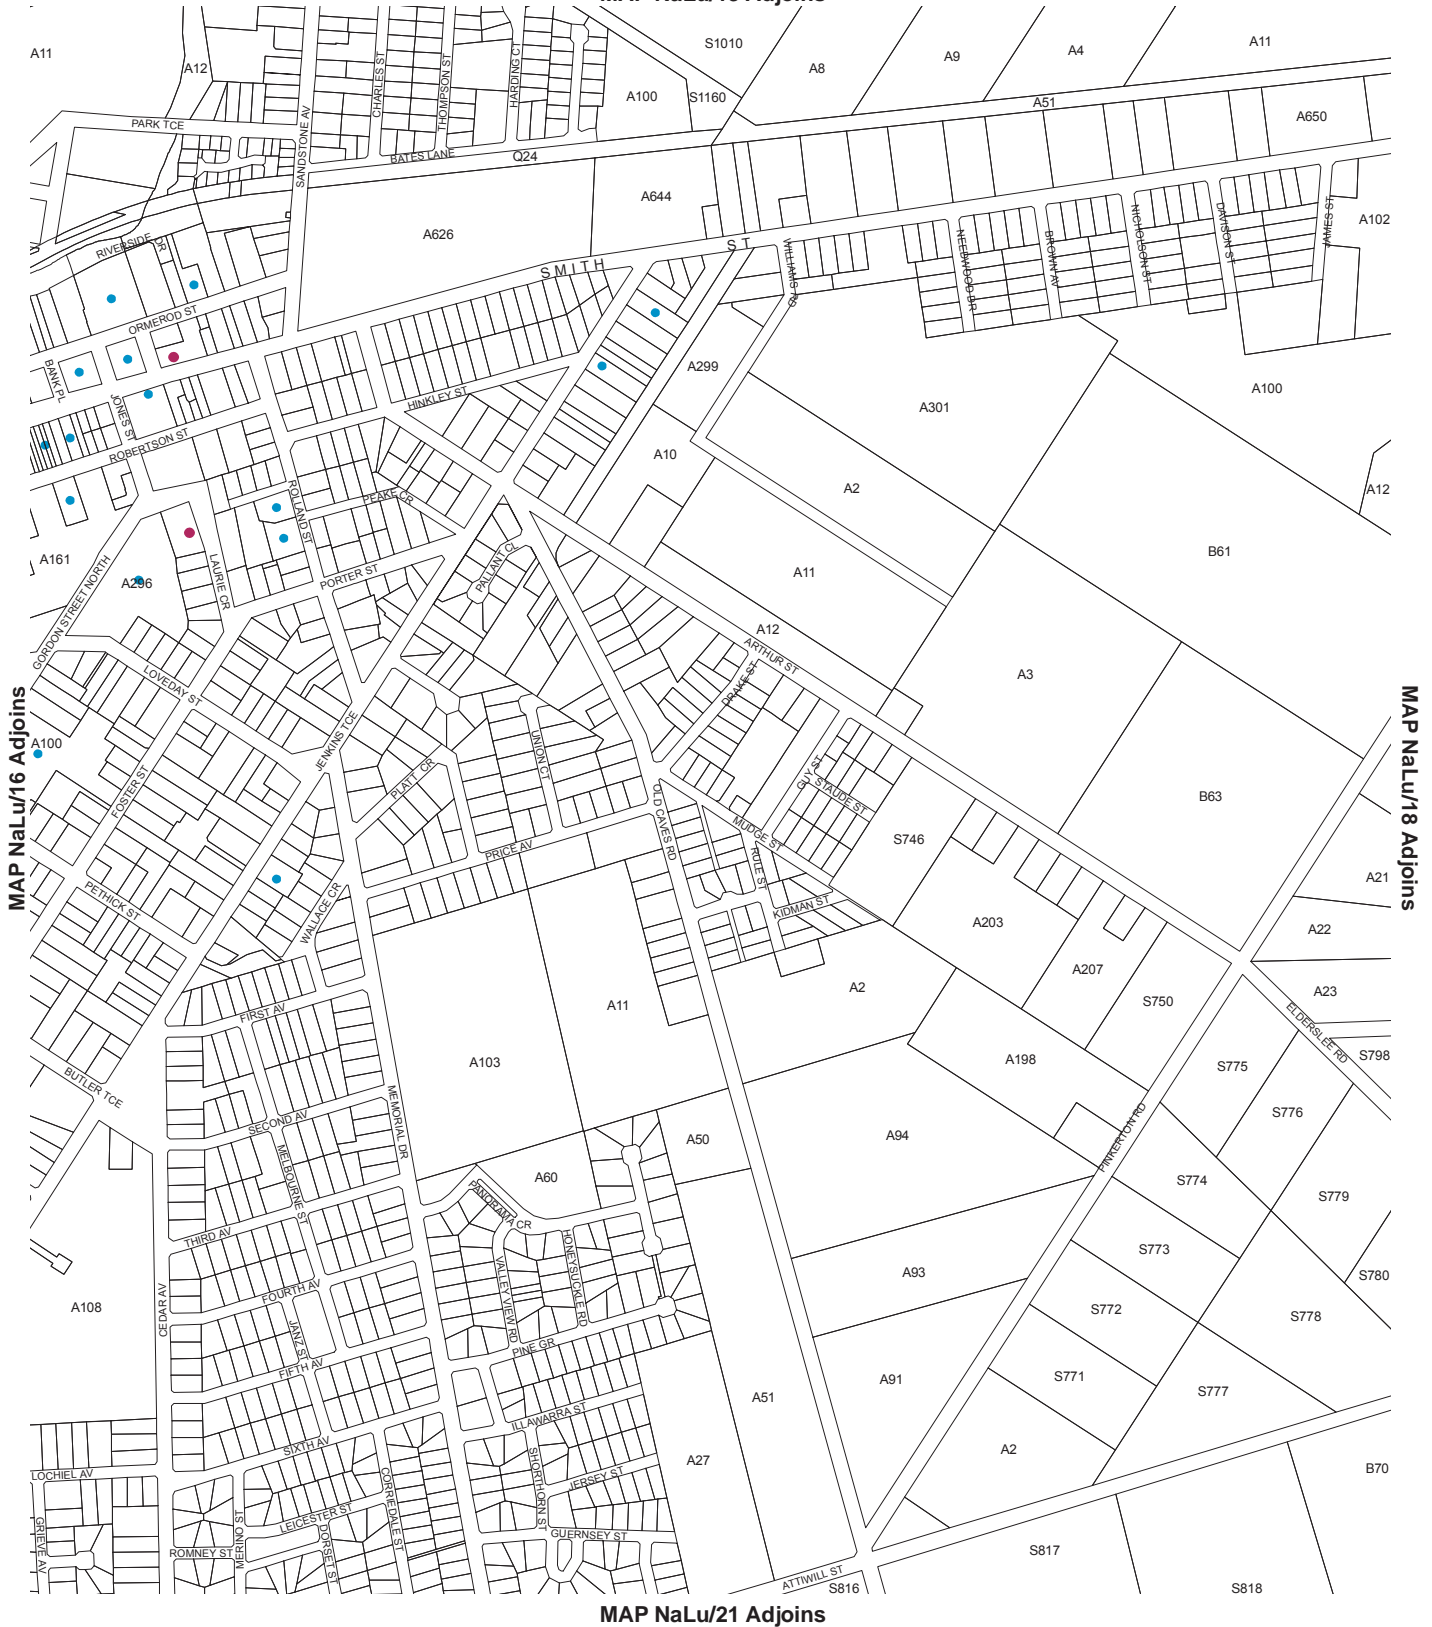 A11
A12
S1010
A8
A9
A4
A11
A100
S1160
A51
A650
PARK TCE
SANDSTONE AV
CHARLES ST
THOMPSON ST
HARDING CT
BATES LANE
Q24
A644
A626
A102
RIVERSIDE
DR
SMITH
ST
WILLIAMS
NEEDWOOD DR
BROWN AV
NICHOLSON ST
DAVISON ST
JAMES ST
ORMEROD ST
BANK PL
JONES ST
ROBERTSON ST
HINKLEY ST
A299
A301
A100
A10
A2
A12
ROLLAND ST
PEAKE CR
B61
A161
GORDON STREET NORTH
A296
LAURIE CR
PORTER ST
PALLANT CL
A11
A12
ARTHUR ST
A3
DRAKE ST
LOVEDAY ST
MAP NaLu/16 Adjoins
MAP NaLu/18 Adjoins
A100
JENKINS TCE
UNION CT
PLATT CR
FOSTER ST
GUY ST
STAUDE ST
B63
OLD CAVES RD
MUDGE ST
RULE ST
S746
PRICE AV
A21
PETHICK ST
WALLACE CR
KIDMAN ST
A203
A22
A207
A2
A11
S750
A23
ELDERSLEE RD
FIRST AV
A103
A198
S775
S798
BUTLER TCE
MEMORIAL DR
SECOND AV
S776
A50
A94
PINKERTON RD
MELBOURNE ST
A60
S774
S779
PANORAMA CR
THIRD AV
HONEYSUCKLE RD
VALLEY VIEW RD
S773
A93
S780
A108
CEDAR AV
FOURTH AV
S772
S778
JANZ ST
PINE GR
FIFTH AV
A91
S771
S777
A51
ILLAWARRA ST
SIXTH AV
A2
A27
B70
LOCHIEL AV
SHORTHORN ST
JERSEY ST
CORRIEDALE ST
LEICESTER ST
GRIEVE AV
MERINO ST
DORSET ST
GUERNSEY ST
ROMNEY ST
S817
ATTIWILL ST
S816
S818
MAP NaLu/21 Adjoins